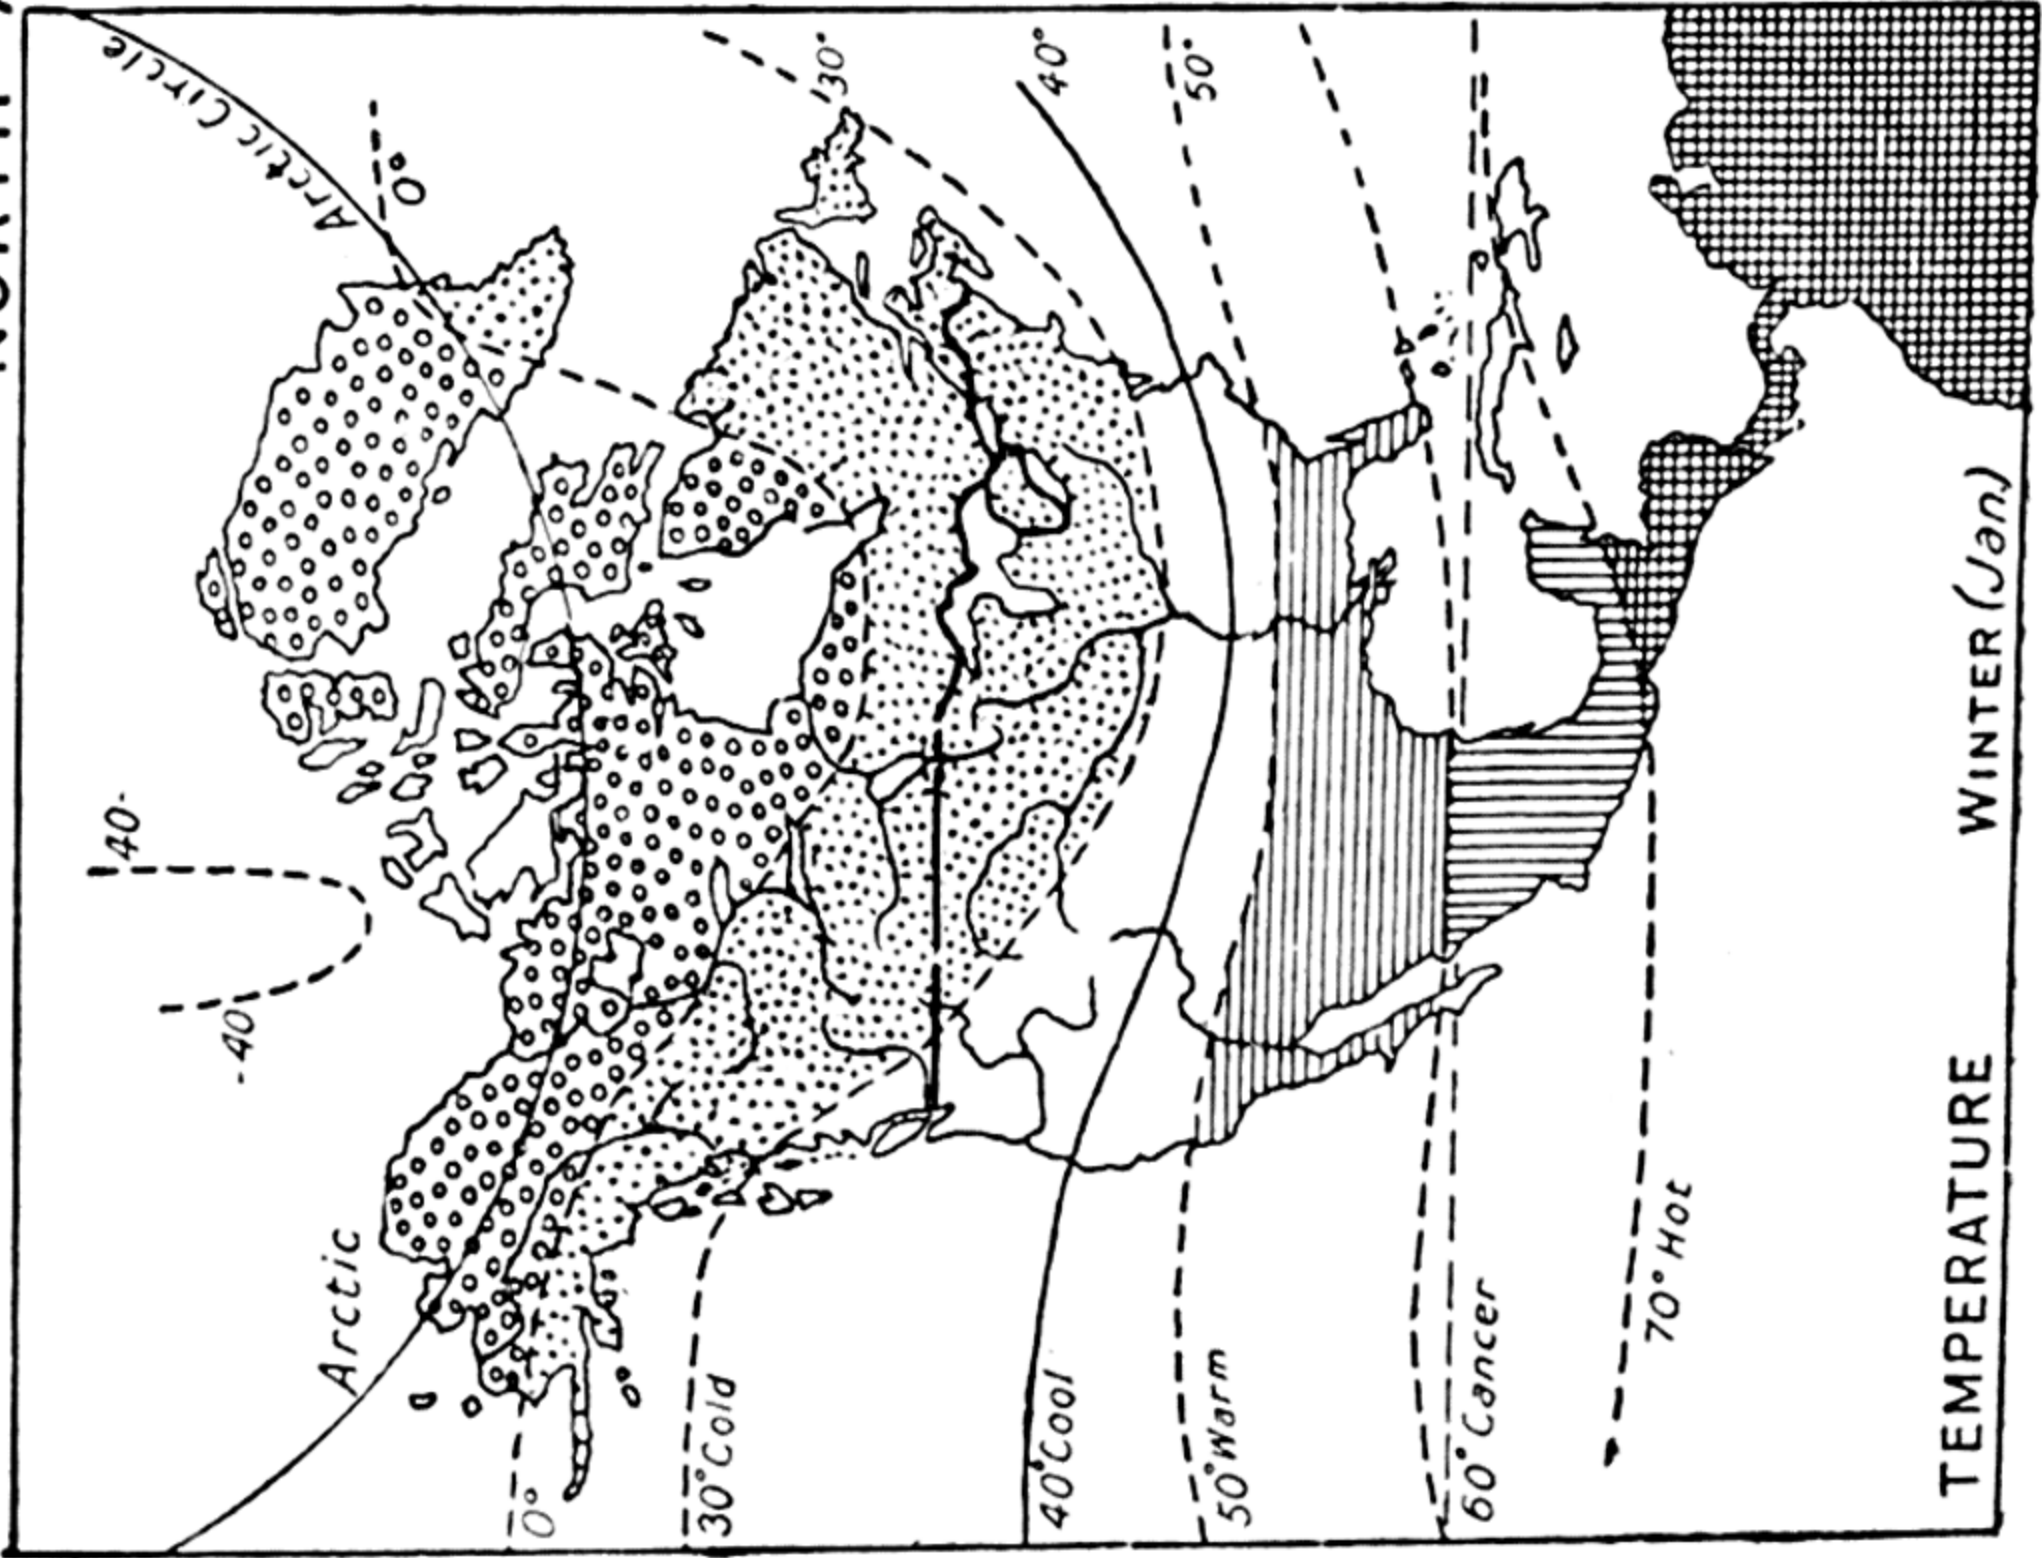 Arctic Circle
0°
30°
40°
50°
40-
-40
Arctic
0°
30° Cold
40° Cool
50° Warm
60° Cancer
70° Hot
TEMPERATURE WINTER (Jan.)